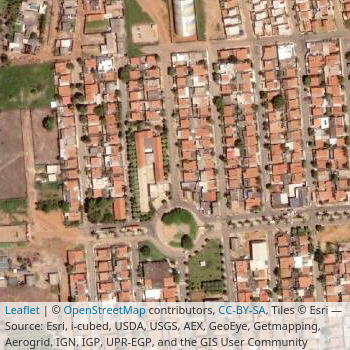 Leaflet | © OpenStreetMap contributors, CC-BY-SA, Tiles © Esri —
Source: Esri, i-cubed, USDA, USGS, AEX, GeoEye, Getmapping,
Aerogrid, IGN, IGP, UPR-EGP, and the GIS User Community